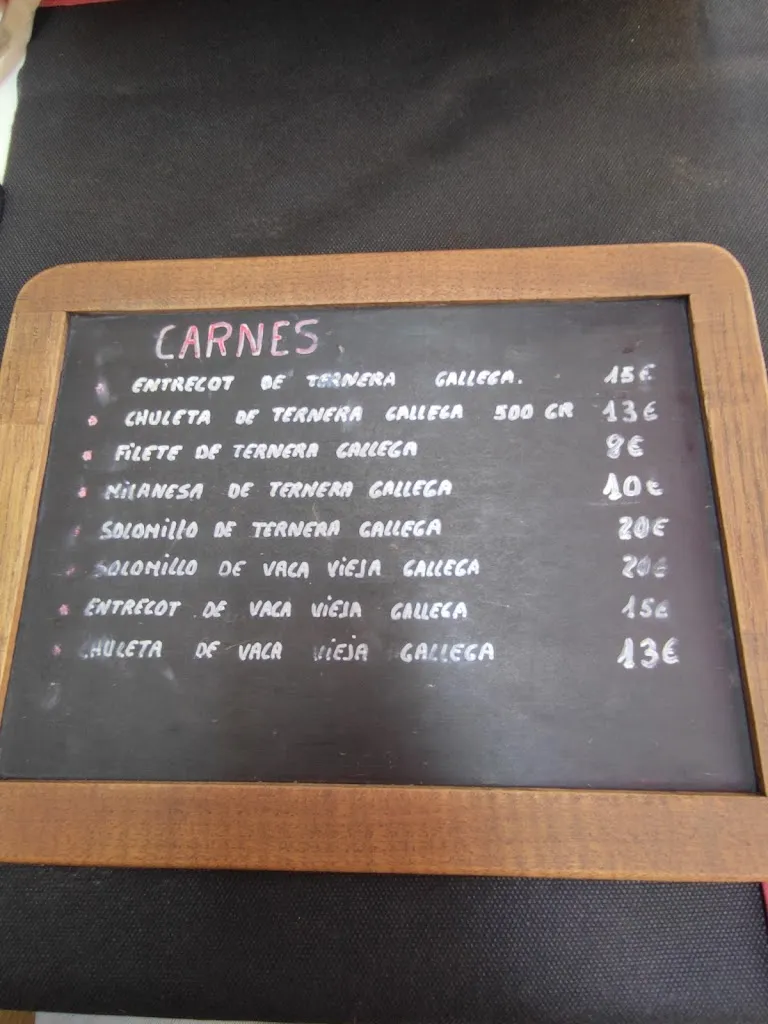 CARNES
ENTRECOT DE TERNERA GALLEGA. 15€
CHULETA DE TERNERA GALLEGA 500 GR 13€
FILETE DE TERNERA GALLEGA 9€
MILANESA DE TERNERA GALLEGA 10€
SOLOMILLO DE TERNERA GALLEGA 20€
SOLOMILLO DE VACA VIEJA GALLEGA 20€
ENTRECOT DE VACA VIEJA GALLEGA 15€
CHULETA DE VACA VIEJA GALLEGA 13€